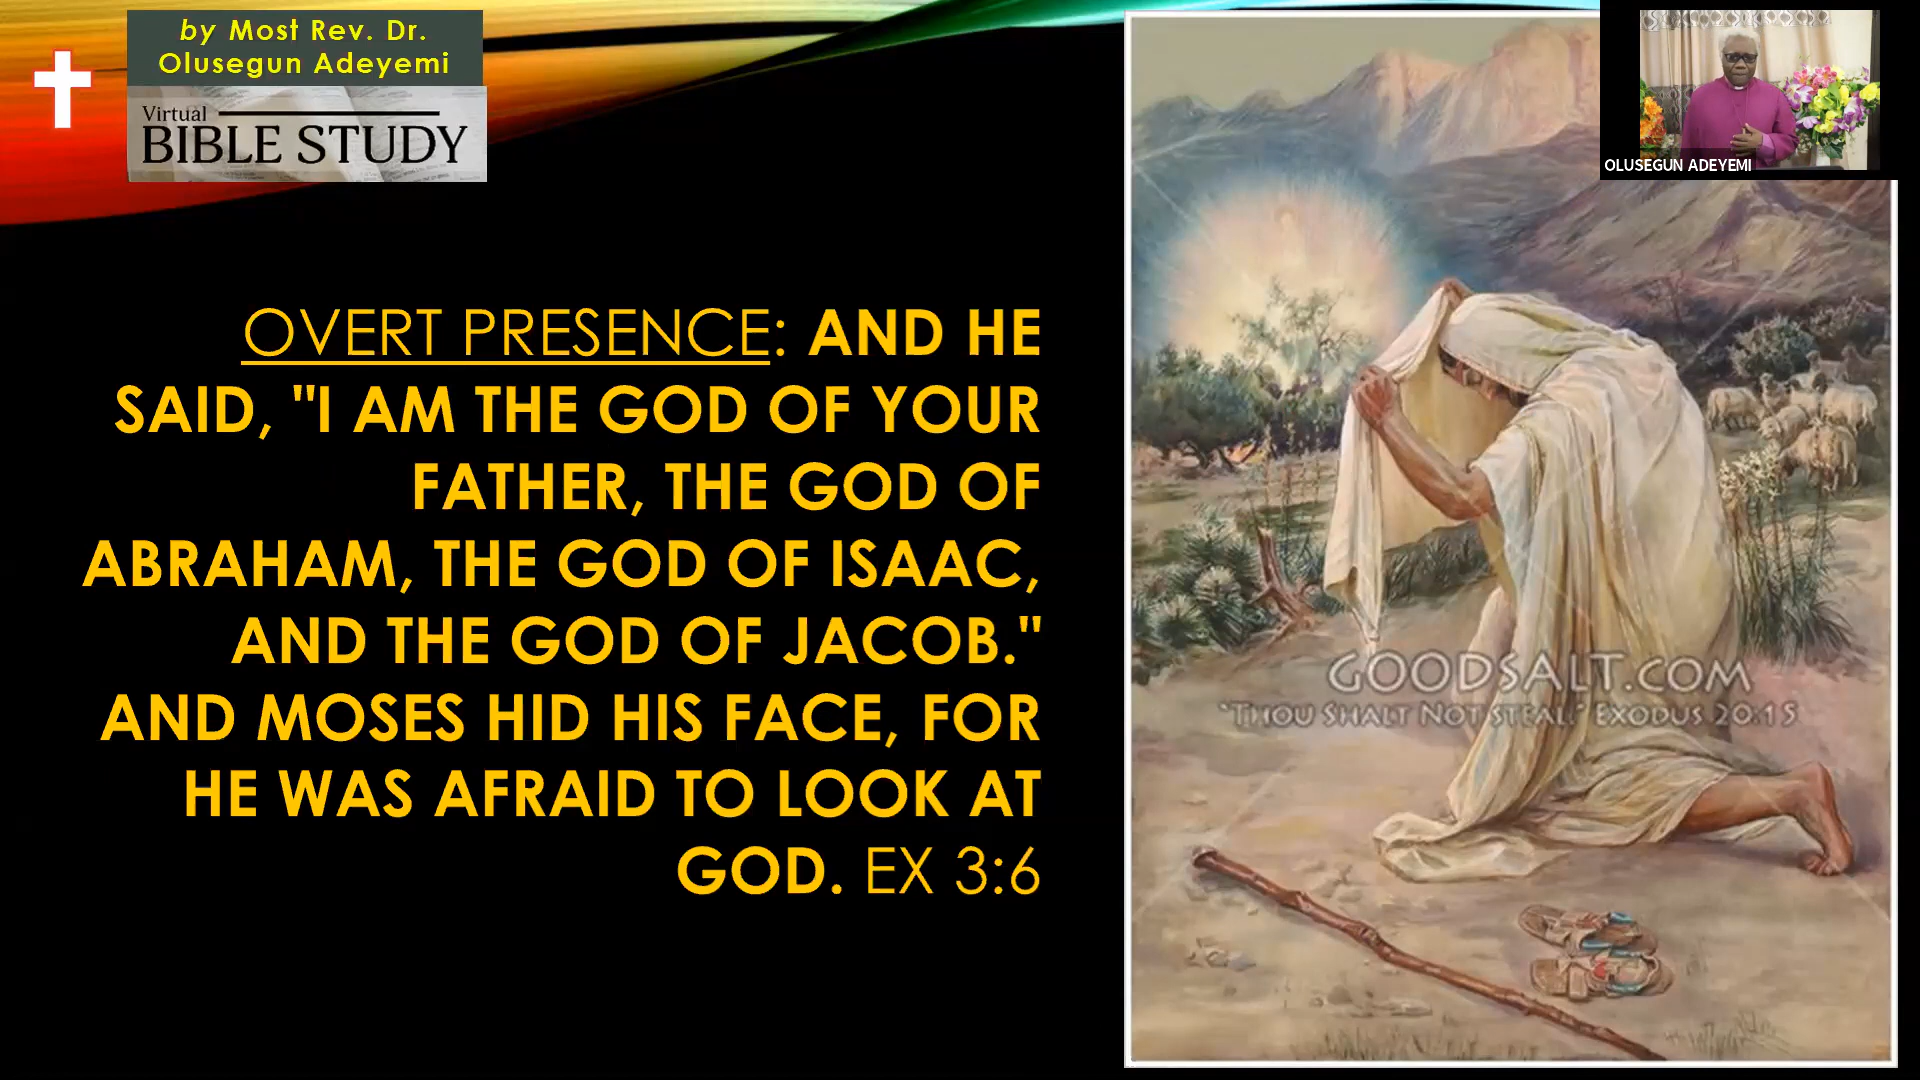 by Most Rev. Dr.
Olusegun Adeyemi
Virtual
BIBLE STUDY
OLUSEGUN ADEYEMI
OVERT PRESENCE: AND HE
SAID, "I AM THE GOD OF YOUR
FATHER, THE GOD OF
ABRAHAM, THE GOD OF ISAAC,
AND THE GOD OF JACOB."
AND MOSES HID HIS FACE, FOR
HE WAS AFRAID TO LOOK AT
GOD. EX 3:6
GOODSALT.COM
"THOU SHALT NOT STEAL." EXODUS 20:15